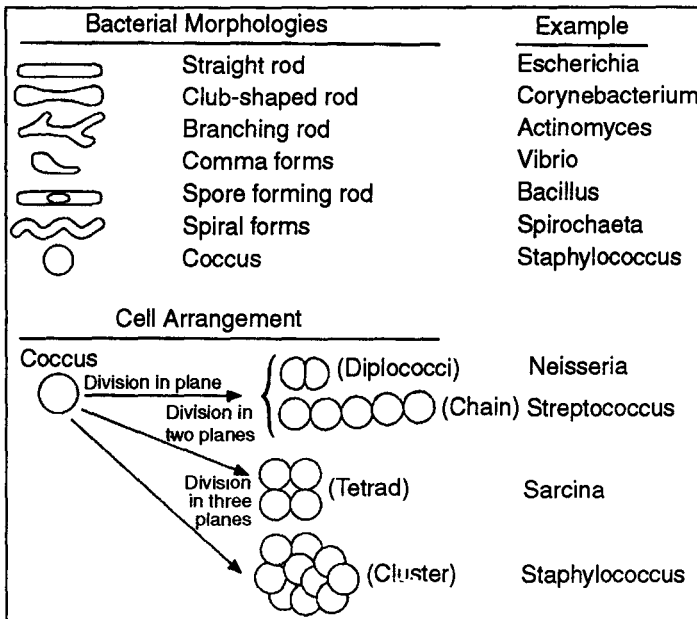 Bacterial Morphologies Example
Straight rod Escherichia
Club-shaped rod Corynebacterium
Branching rod Actinomyces
Comma forms Vibrio
Spore forming rod Bacillus
Spiral forms Spirochaeta
Coccus Staphylococcus
Cell Arrangement
Coccus
Division in plane
(Diplococci) Neisseria
Division in
two planes
(Chain) Streptococcus
Division
in three
planes
(Tetrad) Sarcina
(Cluster) Staphylococcus